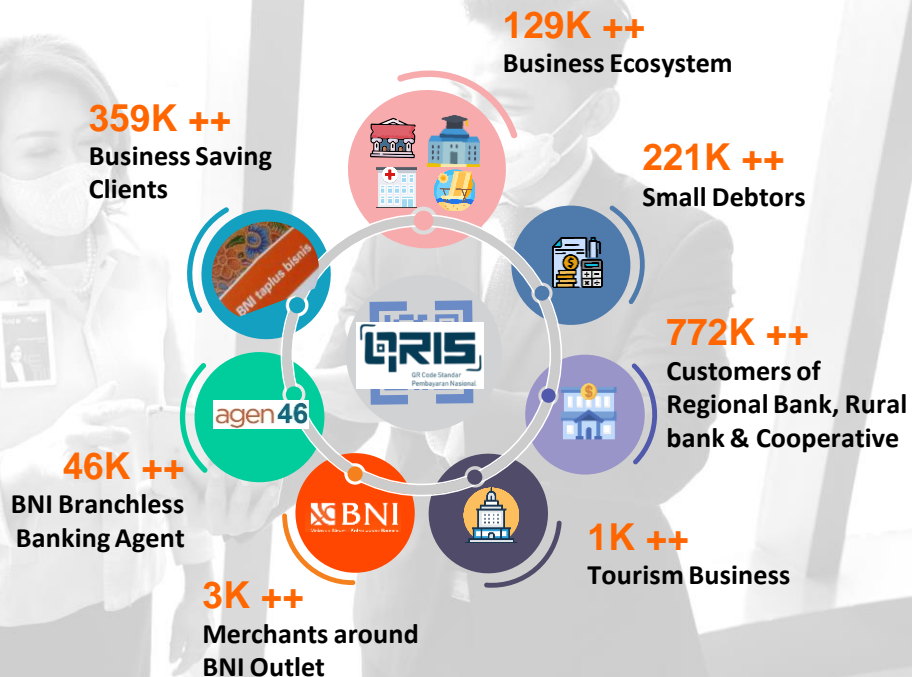 129K ++
Business Ecosystem
359K ++
Business Saving
Clients
221K ++
Small Debtors
BNI taplus bisnis
QRIS
QR Code Standar
Pembayaran Nasional
772K ++
Customers of
Regional Bank, Rural
bank & Cooperative
agen46
46K ++
BNI Branchless
Banking Agent
BNI
1K ++
Tourism Business
3K ++
Merchants around
BNI Outlet